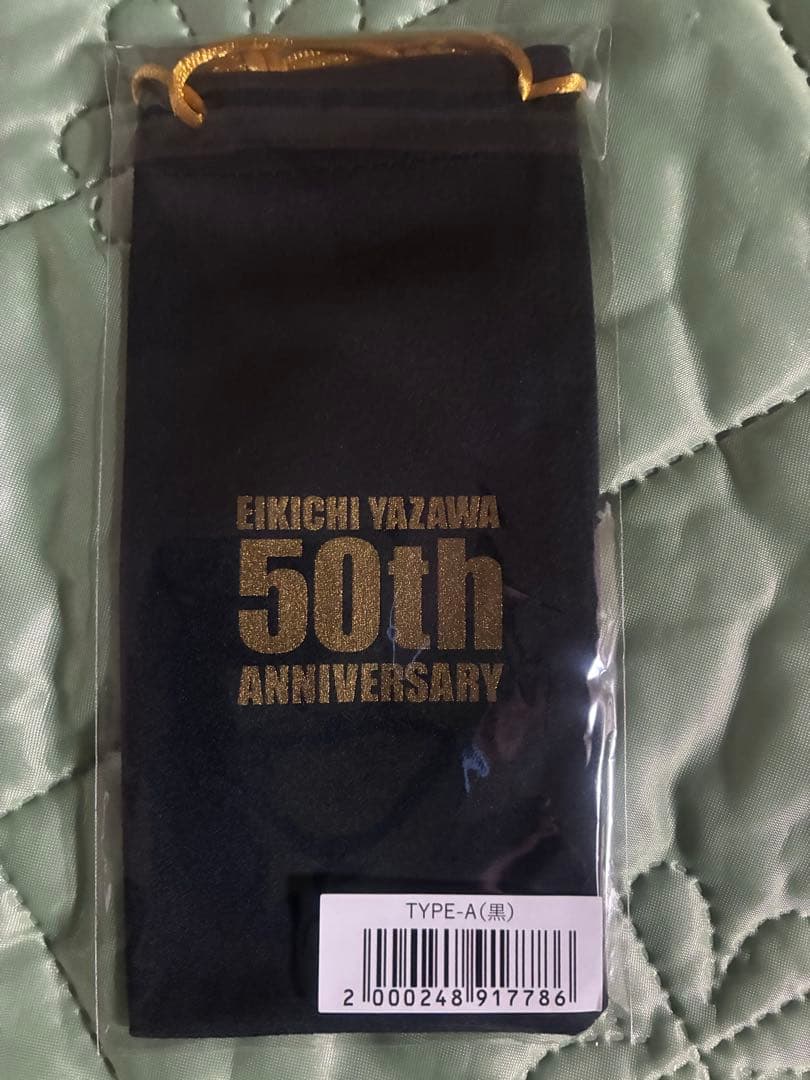 EIKICHI YAZAWA
50th
ANNIVERSARY
TYPE-A(黒)
2 000248 917786